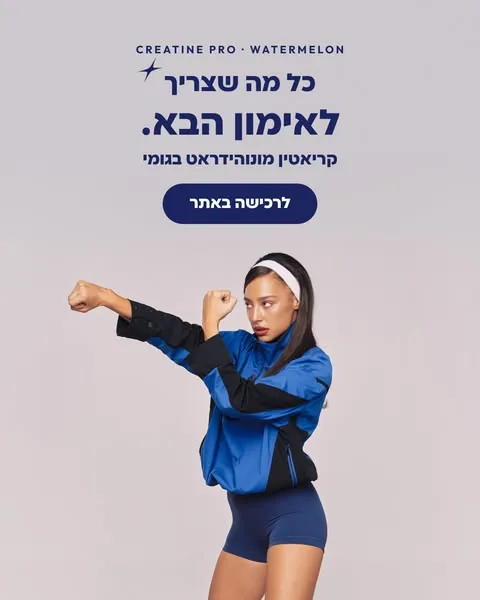 CREATINE PRO · WATERMELON
כל מה שצריך
לאימון הבא.
קריאטין מונוהידראט בגומי
לרכישה באתר